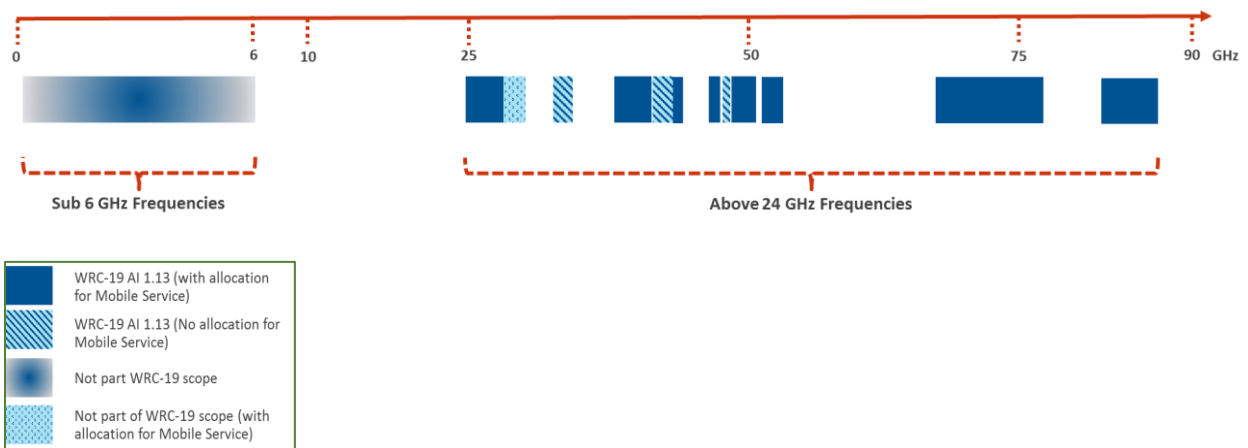 0 6 10 25 50 75 90 GHz
Sub 6 GHz Frequencies
Above 24 GHz Frequencies
WRC-19 AI 1.13 (with allocation
for Mobile Service)
WRC-19 AI 1.13 (No allocation for
Mobile Service)
Not part WRC-19 scope
Not part of WRC-19 scope (with
allocation for Mobile Service)